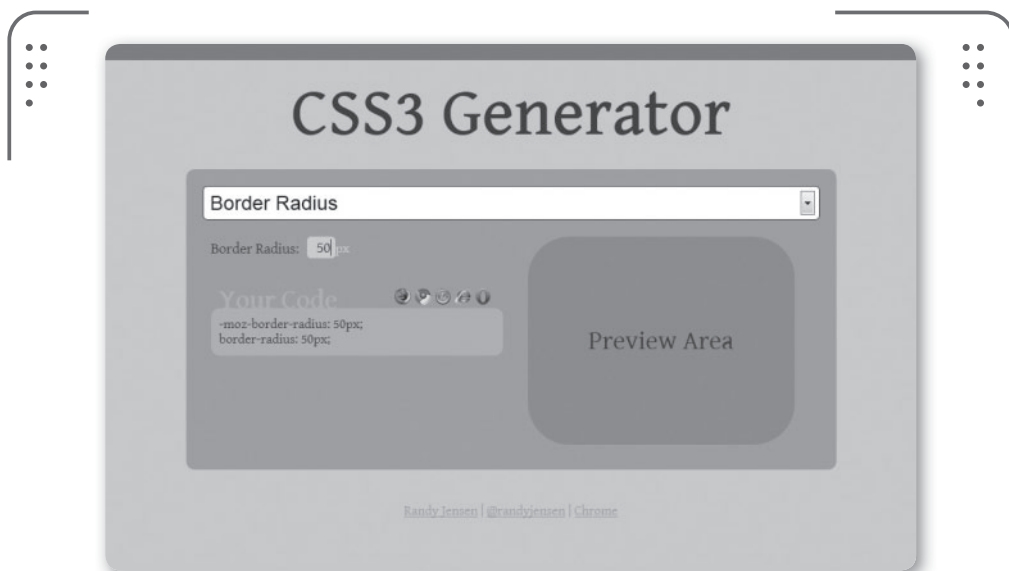 CSS3 Generator
Border Radius
Border Radius: 50 px
Your Code
-moz-border-radius: 50px;
border-radius: 50px;
Preview Area
Randy Jensen | @randyjensen | Chrome